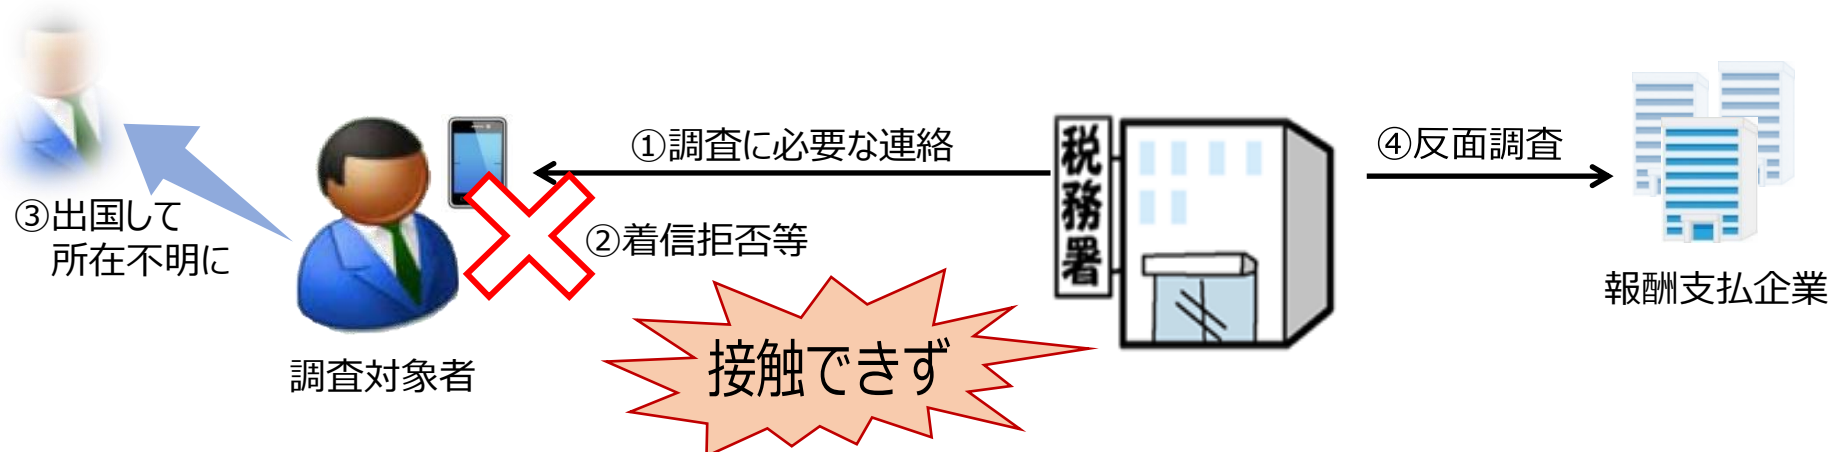 ①調査に必要な連絡
④反面調査
税務署
③出国して
所在不明に
②着信拒否等
報酬支払企業
接触できず
調査対象者